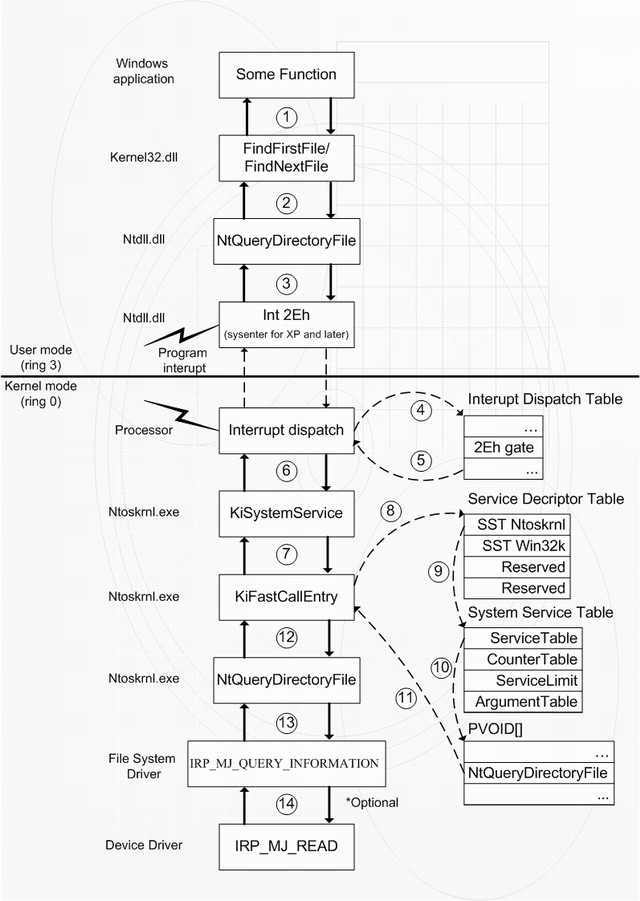 Windows
application
Some Function
1
Kernel32.dll
FindFirstFile/
FindNextFile
2
Ntdll.dll
NtQueryDirectoryFile
3
Ntdll.dll
Int 2Eh
(sysenter for XP and later)
Program
interupt
User mode
(ring 3)
Kernel mode
(ring 0)
Processor
Interrupt dispatch
4
5
Interupt Dispatch Table
...
2Eh gate
...
6
Ntoskrnl.exe
KiSystemService
7
8
Service Decriptor Table
SST Ntoskrnl
SST Win32k
Reserved
Reserved
9
Ntoskrnl.exe
KiFastCallEntry
System Service Table
ServiceTable
CounterTable
ServiceLimit
ArgumentTable
10
11
12
Ntoskrnl.exe
NtQueryDirectoryFile
PVOID[]
...
NtQueryDirectoryFile
...
13
File System
Driver
IRP_MJ_QUERY_INFORMATION
14
*Optional
Device Driver
IRP_MJ_READ